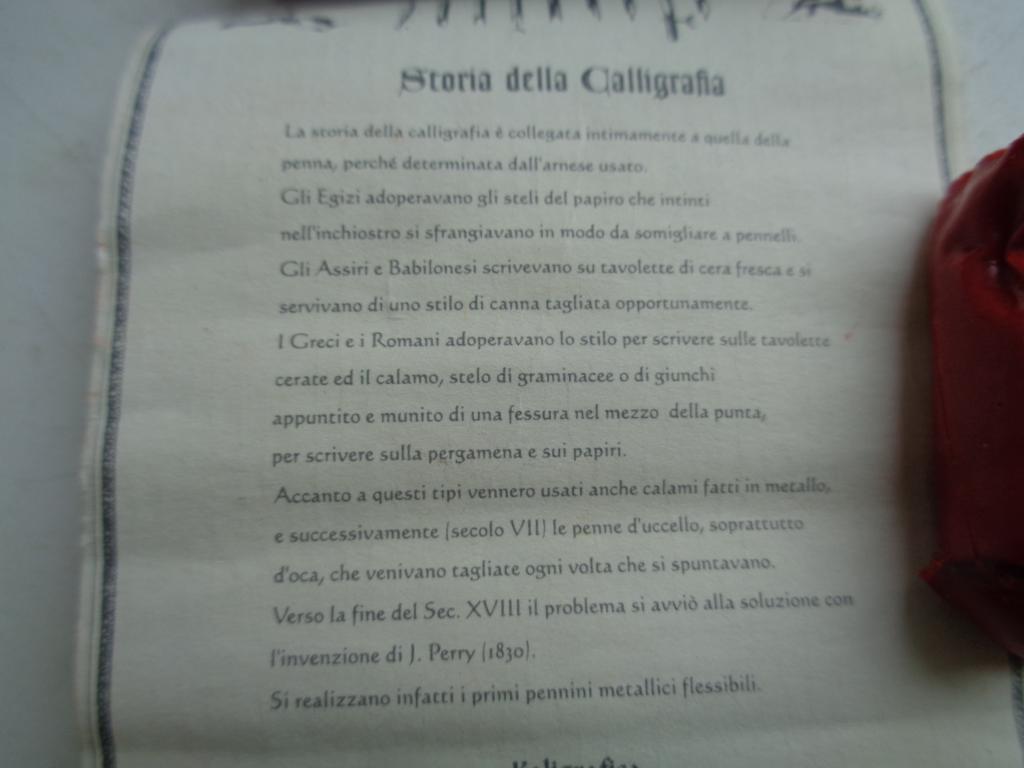 Storia della Calligrafia
La storia della calligrafia è collegata intimamente a quella della
penna, perché determinata dall'arnese usato.
Gli Egizi adoperavano gli steli del papiro che intinti
nell'inchiostro si sfrangiavano in modo da somigliare a pennelli.
Gli Assiri e Babilonesi scrivevano su tavolette di cera fresca e si
servivano di uno stilo di canna tagliata opportunamente.
I Greci e i Romani adoperavano lo stilo per scrivere sulle tavolette
cerate ed il calamo, stelo di graminacee o di giunchi
appuntito e munito di una fessura nel mezzo della punta,
per scrivere sulla pergamena e sui papiri.
Accanto a questi tipi vennero usati anche calami fatti in metallo,
e successivamente (secolo VII) le penne d'uccello, soprattutto
d'oca, che venivano tagliate ogni volta che si spuntavano.
Verso la fine del Sec. XVIII il problema si avviò alla soluzione con
l'invenzione di J. Perry (1830).
Si realizzano infatti i primi pennini metallici flessibili.